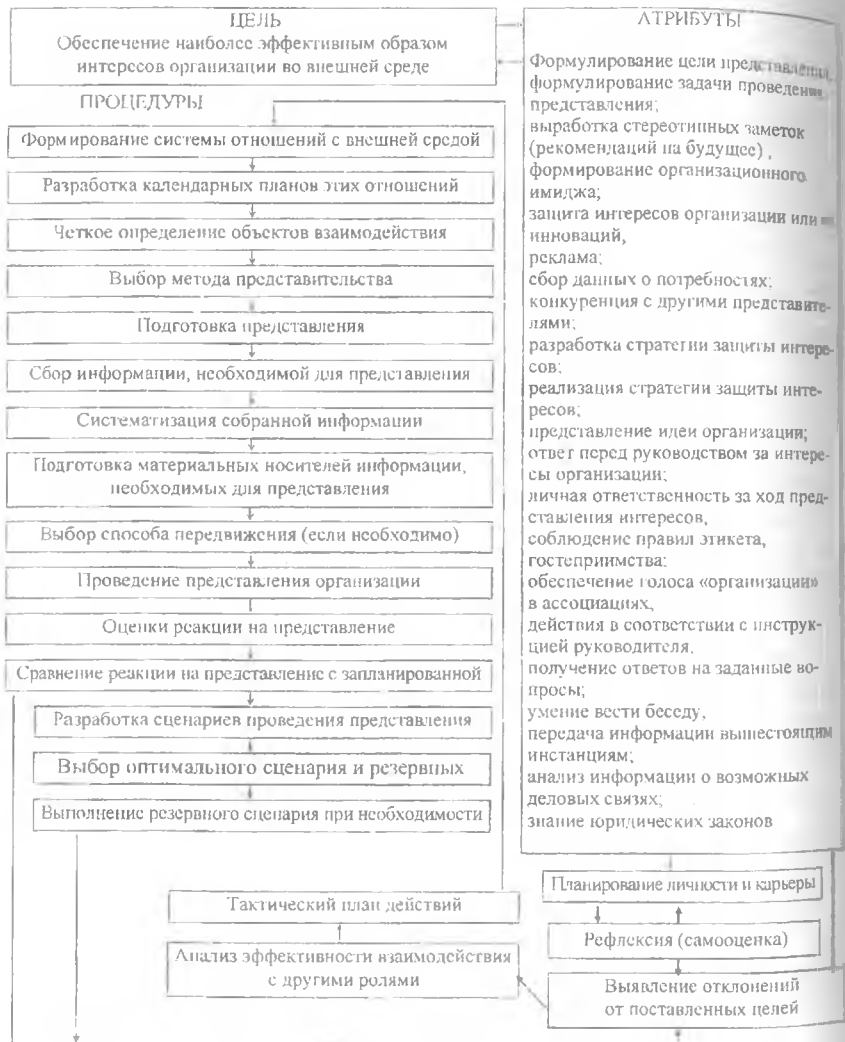 ЦЕЛЬ
Обеспечение наиболее эффективным образом
интересов организации во внешней среде
ПРОЦЕДУРЫ
Формирование системы отношений с внешней средой
Разработка календарных планов этих отношений
Четкое определение объектов взаимодействия
Выбор метода представительства
Подготовка представления
Сбор информации, необходимой для представления
Систематизация собранной информации
Подготовка материальных носителей информации,
необходимых для представления
Выбор способа передвижения (если необходимо)
Проведение представления организации
Оценки реакции на представление
Сравнение реакции на представление с запланированной
Разработка сценариев проведения представления
Выбор оптимального сценария и резервных
Выполнение резервного сценария при необходимости
Тактический план действий
Анализ эффективности взаимодействия
с другими ролями
АТРИБУТЫ
Формулирование цели представления,
формулирование задачи проведения
представления;
выработка стереотипных заметок
(рекомендаций на будущее),
формирование организационного
имиджа;
защита интересов организации или
инноваций,
реклама;
сбор данных о потребностях;
конкуренция с другими представите-
лями;
разработка стратегии защиты интере-
сов;
реализация стратегии защиты инте-
ресов;
представление идеи организации;
ответ перед руководством за интере-
сы организации;
личная ответственность за ход пред-
ставления интересов,
соблюдение правил этикета,
гостеприимства;
обеспечение голоса «организации»
в ассоциациях,
действия в соответствии с инструк-
цией руководителя,
получение ответов на заданные во-
просы;
умение вести беседу,
передача информации вышестоящим
инстанциям;
анализ информации о возможных
деловых связях;
знание юридических законов
Планирование личности и карьеры
Рефлексия (самооценка)
Выявление отклонений
от поставленных целей